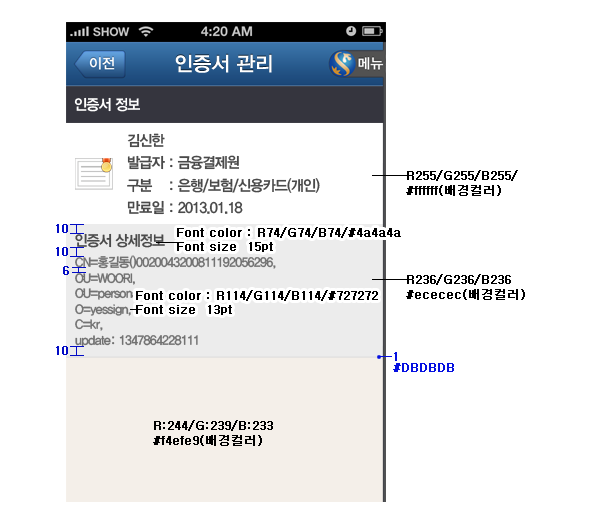 SHOW 4:20 AM
이전 인증서 관리 메뉴
인증서 정보
김신한
발급자 : 금융결제원
구분 : 은행/보험/신용카드(개인)
만료일 : 2013.01.18
R255/G255/B255/
#ffffff(배경컬러)
10
인증서 상세정보
Font color : R74/G74/B74/#4a4a4a
Font size 15pt
10
CN=홍길동()0020043200811192056296,
6
OU=WOORI,
OU=person
Font color : R114/G114/B114/#727272
O=yessign,
Font size 13pt
C=kr,
update: 1347864228111
R236/G236/B236
#ececec(배경컬러)
10
1
#DBDBDB
R:244/G:239/B:233
#f4efe9(배경컬러)